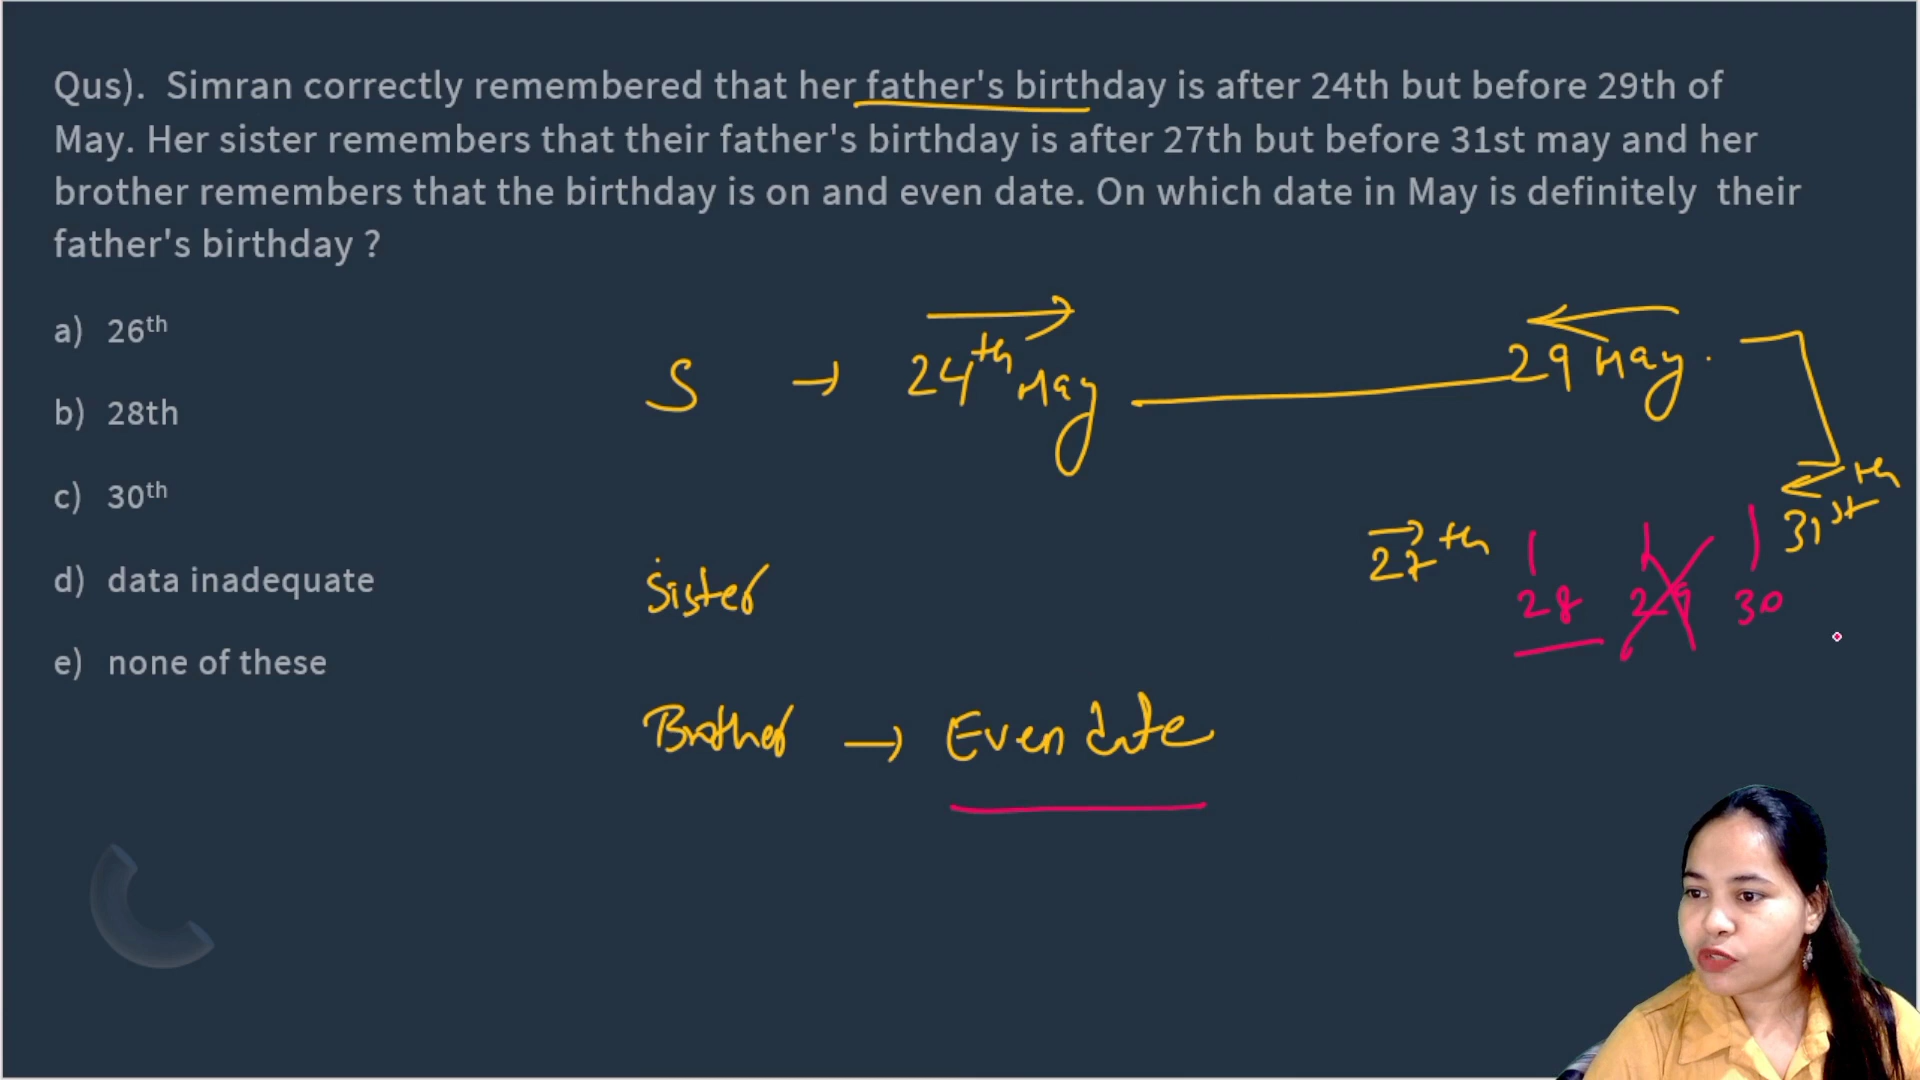 Qus). Simran correctly remembered that her father's birthday is after 24th but before 29th of
May. Her sister remembers that their father's birthday is after 27th but before 31st may and her
brother remembers that the birthday is on and even date. On which date in May is definitely their
father's birthday ?
a) 26th
b) 28th
c) 30th
d) data inadequate
e) none of these
S → 24th May 29 May.
th
27th 31st
28 29 30
Sister
Brother → Even date